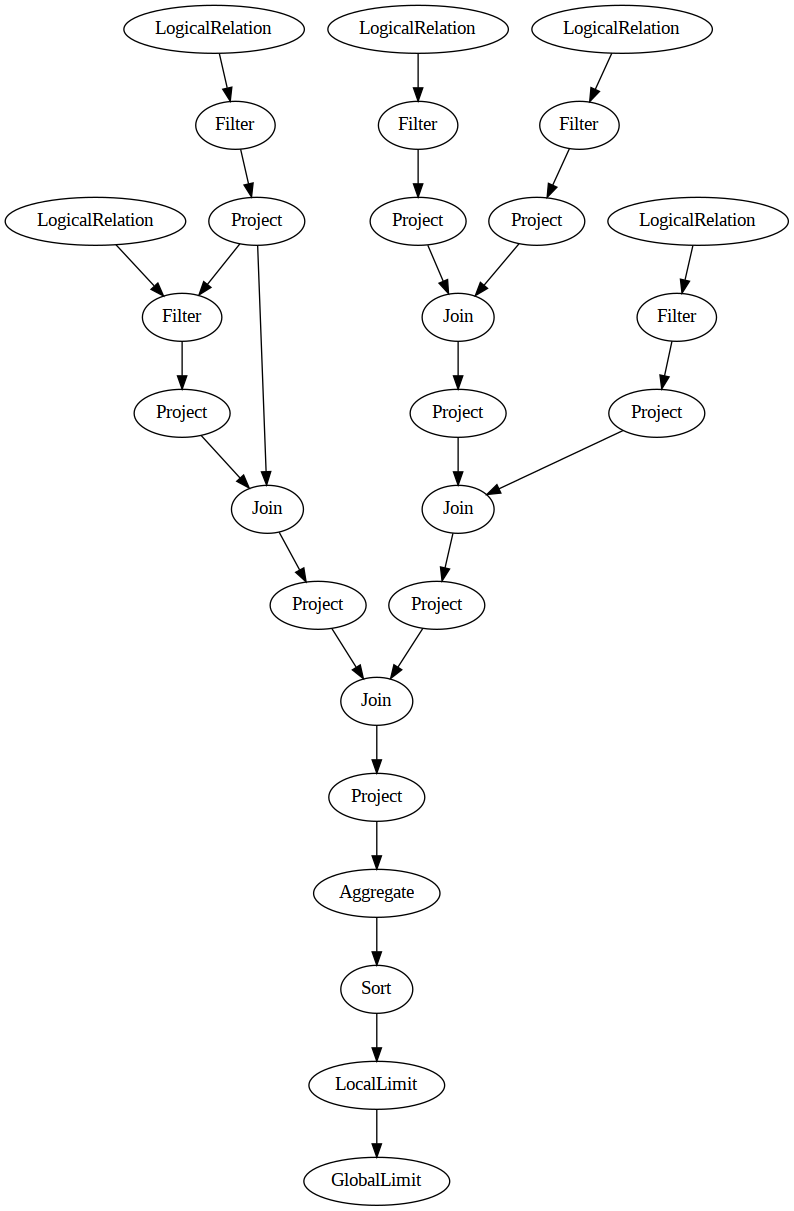 LogicalRelation LogicalRelation LogicalRelation
Filter Filter Filter
LogicalRelation Project Project Project LogicalRelation
Filter Join Filter
Project Project Project
Join Join
Project Project
Join
Project
Aggregate
Sort
LocalLimit
GlobalLimit